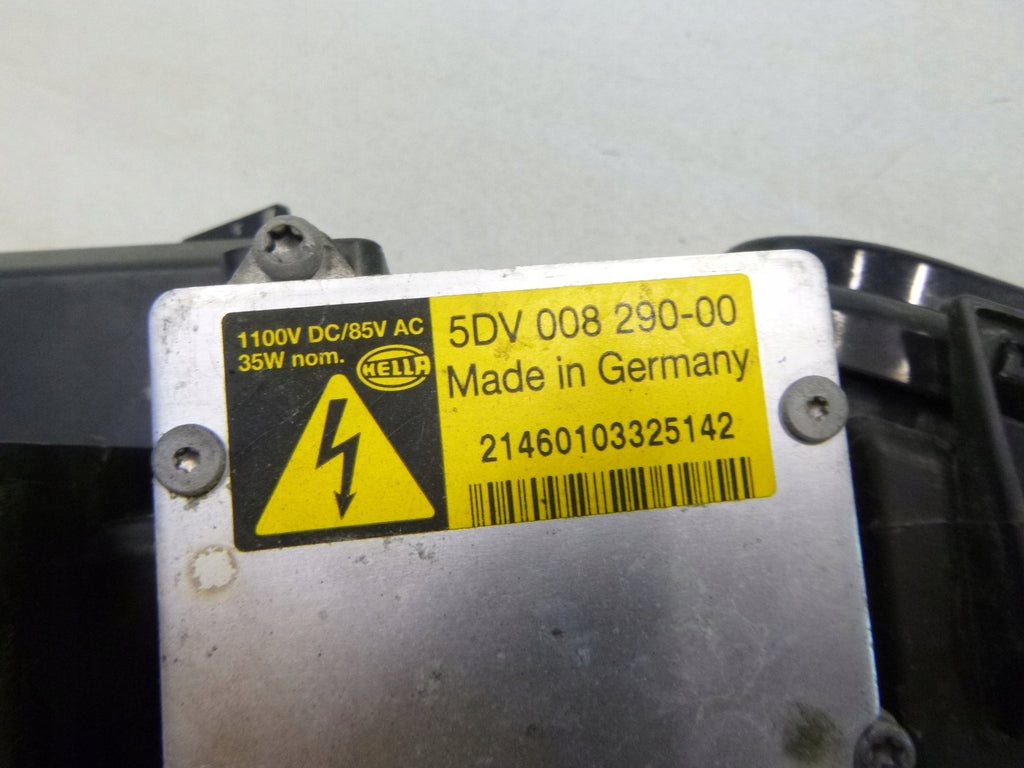 1100V DC/85V AC
35W nom.
HELLA
5DV 008 290-00
Made in Germany
21460103325142